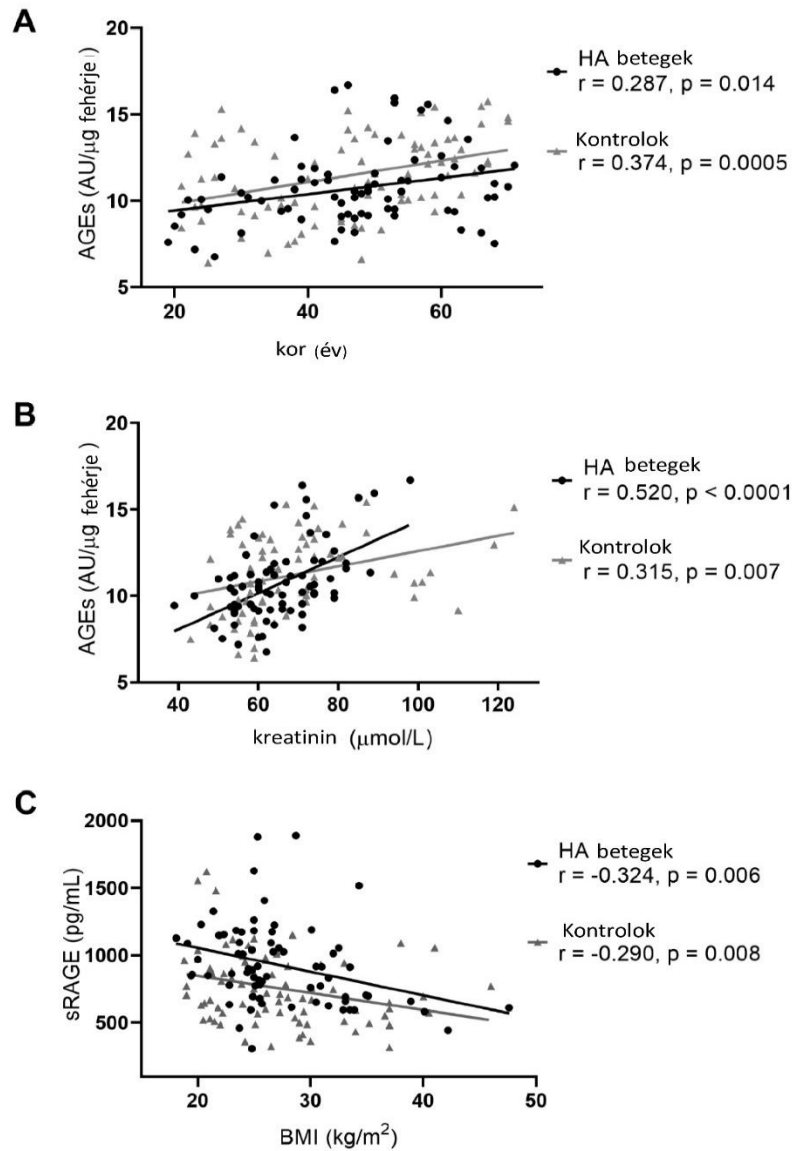 A
20
15
10
5
AGEs (AU/μg fehérje)
20 40 60
kor (év)
HA betegek
r = 0.287, p = 0.014
Kontrolok
r = 0.374, p = 0.0005
B
20
15
10
5
AGEs (AU/μg fehérje )
40 60 80 100 120
kreatinin (μmol/L)
HA betegek
r = 0.520, p < 0.0001
Kontrolok
r = 0.315, p = 0.007
C
2000
1500
1000
500
sRAGE (pg/mL)
20 30 40 50
BMI (kg/m²)
HA betegek
r = -0.324, p = 0.006
Kontrolok
r = -0.290, p = 0.008